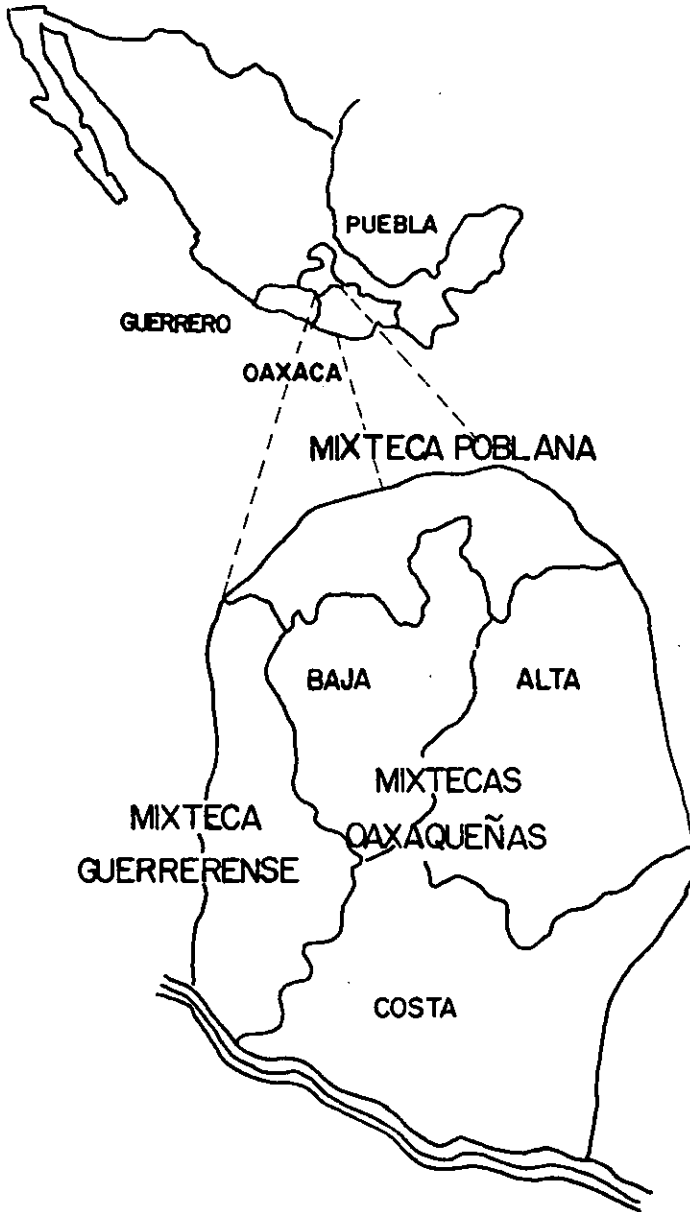 PUEBLA
GUERRERO
OAXACA
MIXTECA POBLANA
BAJA
ALTA
MIXTECAS
OAXAQUEÑAS
MIXTECA
GUERRERENSE
COSTA